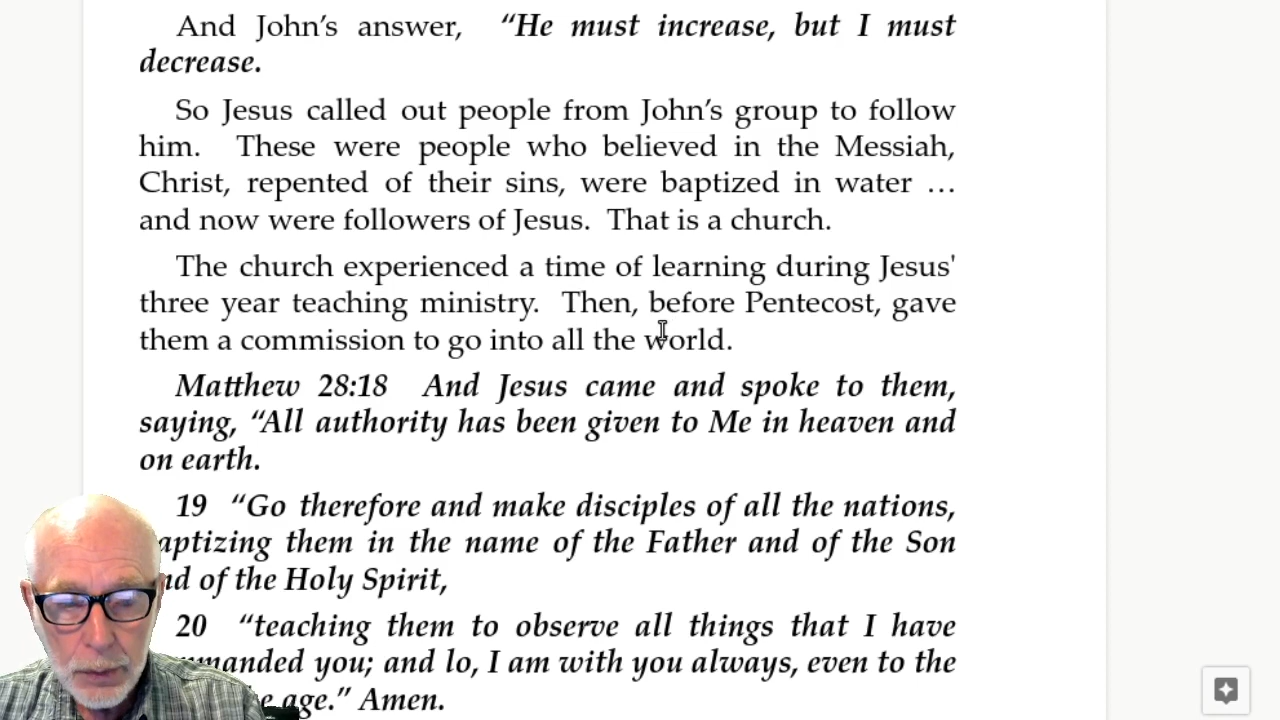 And John’s answer, “He must increase, but I must
decrease.
So Jesus called out people from John’s group to follow
him. These were people who believed in the Messiah,
Christ, repented of their sins, were baptized in water …
and now were followers of Jesus. That is a church.
The church experienced a time of learning during Jesus'
three year teaching ministry. Then, before Pentecost, gave
them a commission to go into all the world.
Matthew 28:18 And Jesus came and spoke to them,
saying, “All authority has been given to Me in heaven and
on earth.
19 “Go therefore and make disciples of all the nations,
aptizing them in the name of the Father and of the Son
nd of the Holy Spirit,
20 “teaching them to observe all things that I have
manded you; and lo, I am with you always, even to the
age.” Amen.